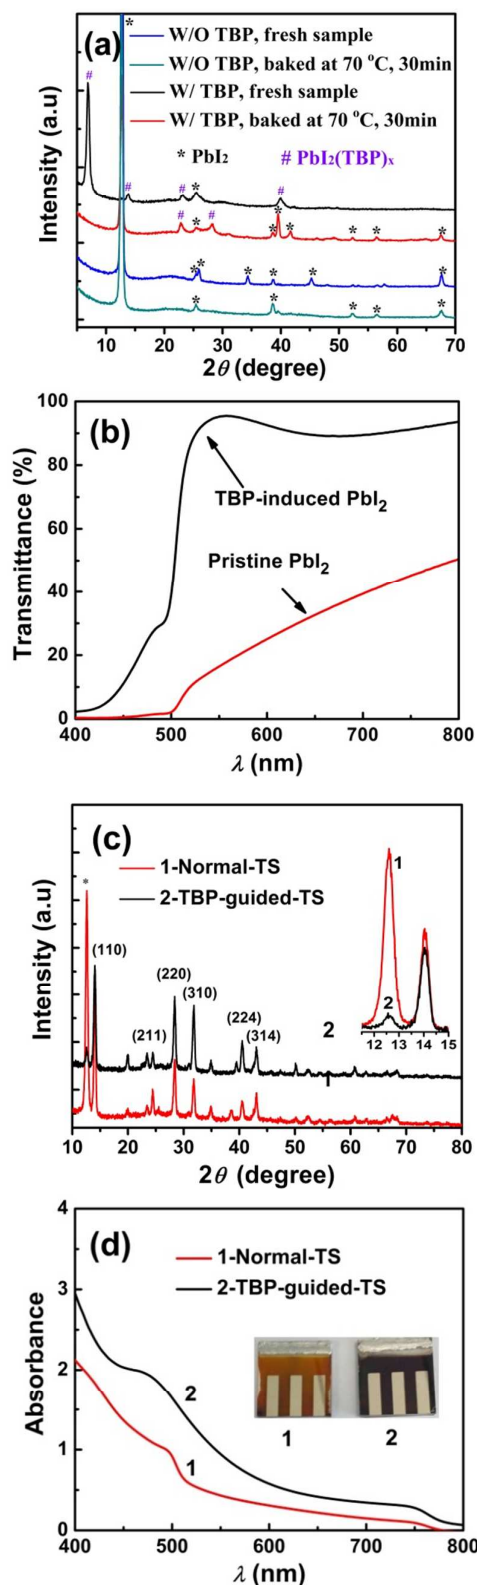 (a)
*
W/O TBP, fresh sample
#
W/O TBP, baked at 70 °C, 30min
W/ TBP, fresh sample
W/ TBP, baked at 70 °C, 30min
* PbI2 # PbI2(TBP)x
# # * #
# * # * * * * * *
* * * * * *
* * * * *
Intensity (a.u)
5 10 20 30 40 50 60 70
2θ (degree)
(b)
100
80
60
40
20
0
TBP-induced PbI2
Pristine PbI2
Transmittance (%)
400 500 600 700 800
λ (nm)
(c)
1-Normal-TS
2-TBP-guided-TS
*
(110)
(211)
(220)
(310)
(224)
(314)
2
1
1
2
12 13 14 15
Intensity (a.u)
10 20 30 40 50 60 70 80
2θ (degree)
(d)
4
3
2
1
0
1-Normal-TS
2-TBP-guided-TS
2
1
1 2
Absorbance
400 500 600 700 800
λ (nm)